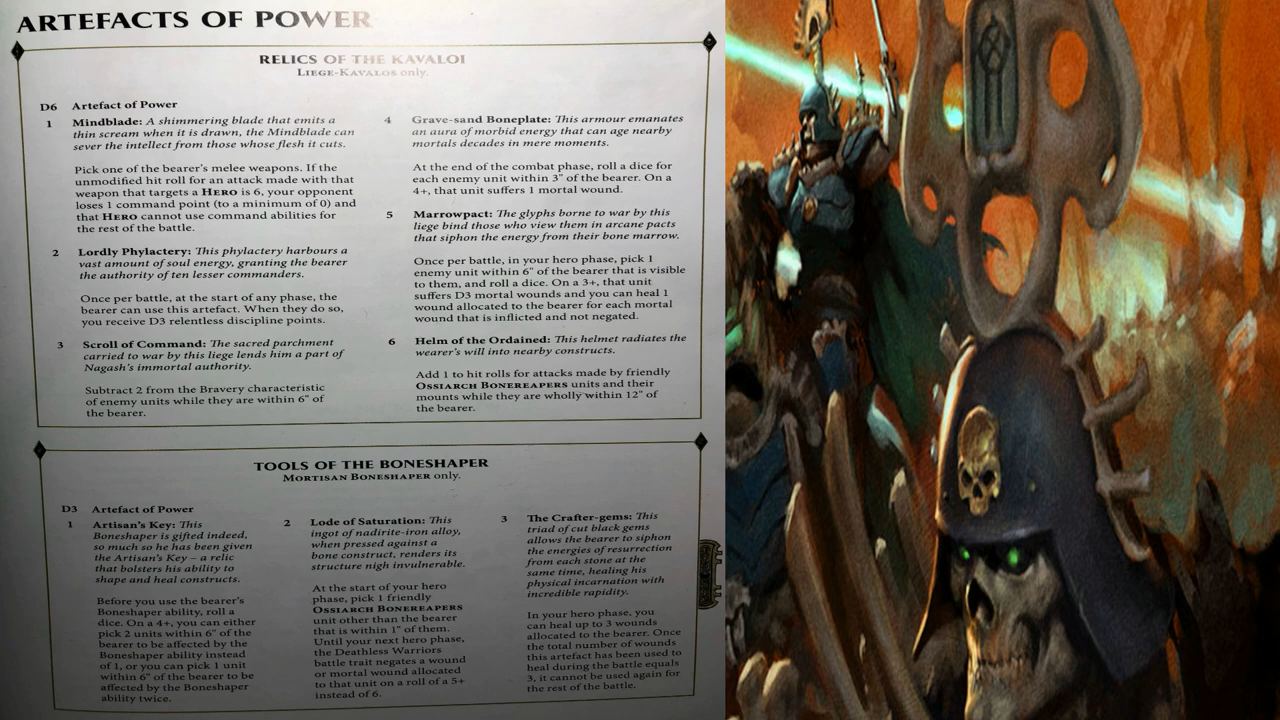 ARTEFACTS OF POWER
RELICS OF THE KAVALOI
LIEGE-KAVALOS only.
D6 Artefact of Power
1 Mindblade: A shimmering blade that emits a
thin scream when it is drawn, the Mindblade can
sever the intellect from those whose flesh it cuts.
Pick one of the bearer's melee weapons. If the
unmodified hit roll for an attack made with that
weapon that targets a HERO is 6, your opponent
loses 1 command point (to a minimum of 0) and
that HERO cannot use command abilities for
the rest of the battle.
2 Lordly Phylactery: This phylactery harbours a
vast amount of soul energy, granting the bearer
the authority of ten lesser commanders.
Once per battle, at the start of any phase, the
bearer can use this artefact. When they do so,
you receive D3 relentless discipline points.
3 Scroll of Command: The sacred parchment
carried to war by this liege lends him a part of
Nagash's immortal authority.
Subtract 2 from the Bravery characteristic
of enemy units while they are within 6" of
the bearer.
4 Grave-sand Boneplate: This armour emanates
an aura of morbid energy that can age nearby
mortals decades in mere moments.
At the end of the combat phase, roll a dice for
each enemy unit within 3" of the bearer. On a
4+, that unit suffers 1 mortal wound.
5 Marrowpact: The glyphs borne to war by this
liege bind those who view them in arcane pacts
that siphon the energy from their bone marrow.
Once per battle, in your hero phase, pick 1
enemy unit within 6" of the bearer that is visible
to them, and roll a dice. On a 3+, that unit
suffers D3 mortal wounds and you can heal 1
wound allocated to the bearer for each mortal
wound that is inflicted and not negated.
6 Helm of the Ordained: This helmet radiates the
wearer's will into nearby constructs.
Add 1 to hit rolls for attacks made by friendly
OSSIARCH BONEREAPERS units and their
mounts while they are wholly within 12" of
the bearer.
TOOLS OF THE BONESHAPER
MORTISAN BONESHAPER only.
D3 Artefact of Power
1 Artisan's Key: This
Boneshaper is gifted indeed,
so much so he has been given
the Artisan's Key – a relic
that bolsters his ability to
shape and heal constructs.
Before you use the bearer's
Boneshaper ability, roll a
dice. On a 4+, you can either
pick 2 units within 6" of the
bearer to be affected by the
Boneshaper ability instead
of 1, or you can pick 1 unit
within 6" of the bearer to be
affected by the Boneshaper
ability twice.
2 Lode of Saturation: This
ingot of nadirite-iron alloy,
when pressed against a
bone construct, renders its
structure nigh invulnerable.
At the start of your hero
phase, pick 1 friendly
OSSIARCH BONEREAPERS
unit other than the bearer
that is within 1" of them.
Until your next hero phase,
the Deathless Warriors
battle trait negates a wound
or mortal wound allocated
to that unit on a roll of a 5+
instead of 6.
3 The Crafter-gems: This
triad of cut black gems
allows the bearer to siphon
the energies of resurrection
from each stone at the
same time, healing his
physical incarnation with
incredible rapidity.
In your hero phase, you
can heal up to 3 wounds
allocated to the bearer. Once
the total number of wounds
this artefact has been used to
heal during the battle equals
3, it cannot be used again for
the rest of the battle.